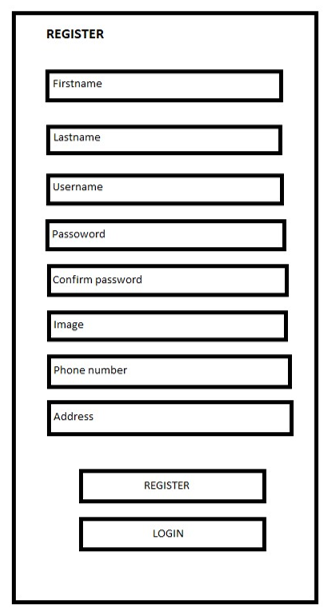 REGISTER
Firstname
Lastname
Username
Passoword
Confirm password
Image
Phone number
Address
REGISTER
LOGIN